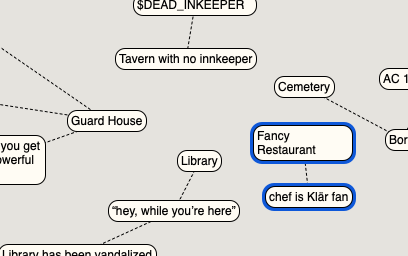 $DEAD_INKEEPER
Tavern with no innkeeper
Cemetery
AC 1
Guard House
you get
owerful
Fancy
Restaurant
Library
chef is Klär fan
“hey, while you’re here”
Library has been vandalized